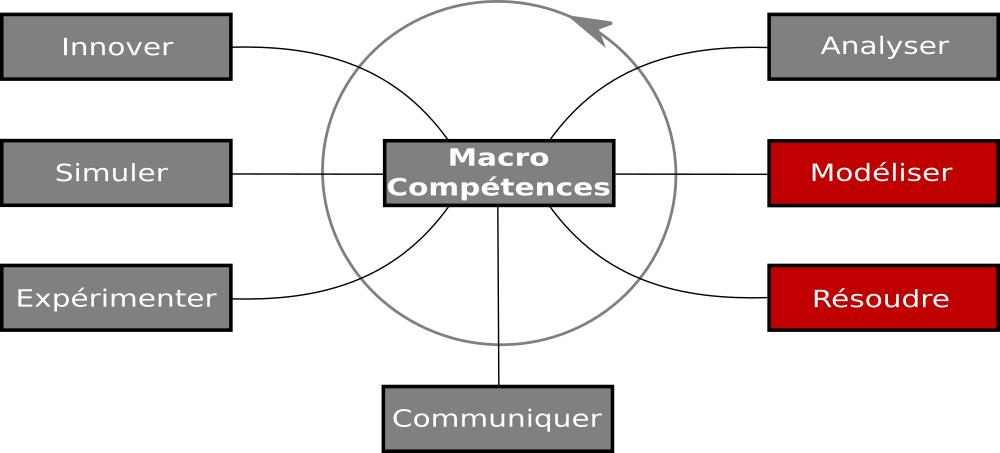 Innover
Analyser
Macro
Compétences
Simuler
Modéliser
Expérimenter
Résoudre
Communiquer